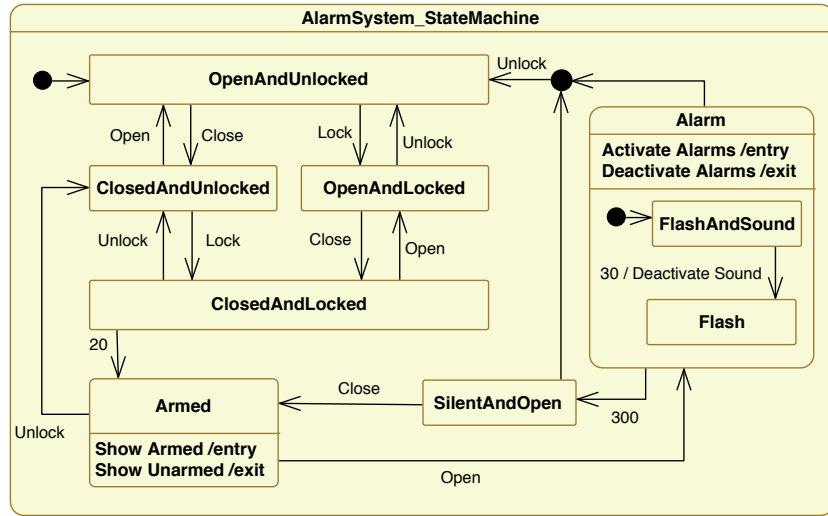 AlarmSystem_StateMachine
OpenAndUnlocked
Unlock
Alarm
Activate Alarms /entry
Deactivate Alarms /exit
Open
Close
Lock
Unlock
ClosedAndUnlocked
OpenAndLocked
FlashAndSound
Unlock
Lock
Close
Open
30 / Deactivate Sound
ClosedAndLocked
Flash
20
Armed
Close
SilentAndOpen
300
Unlock
Show Armed /entry
Show Unarmed /exit
Open